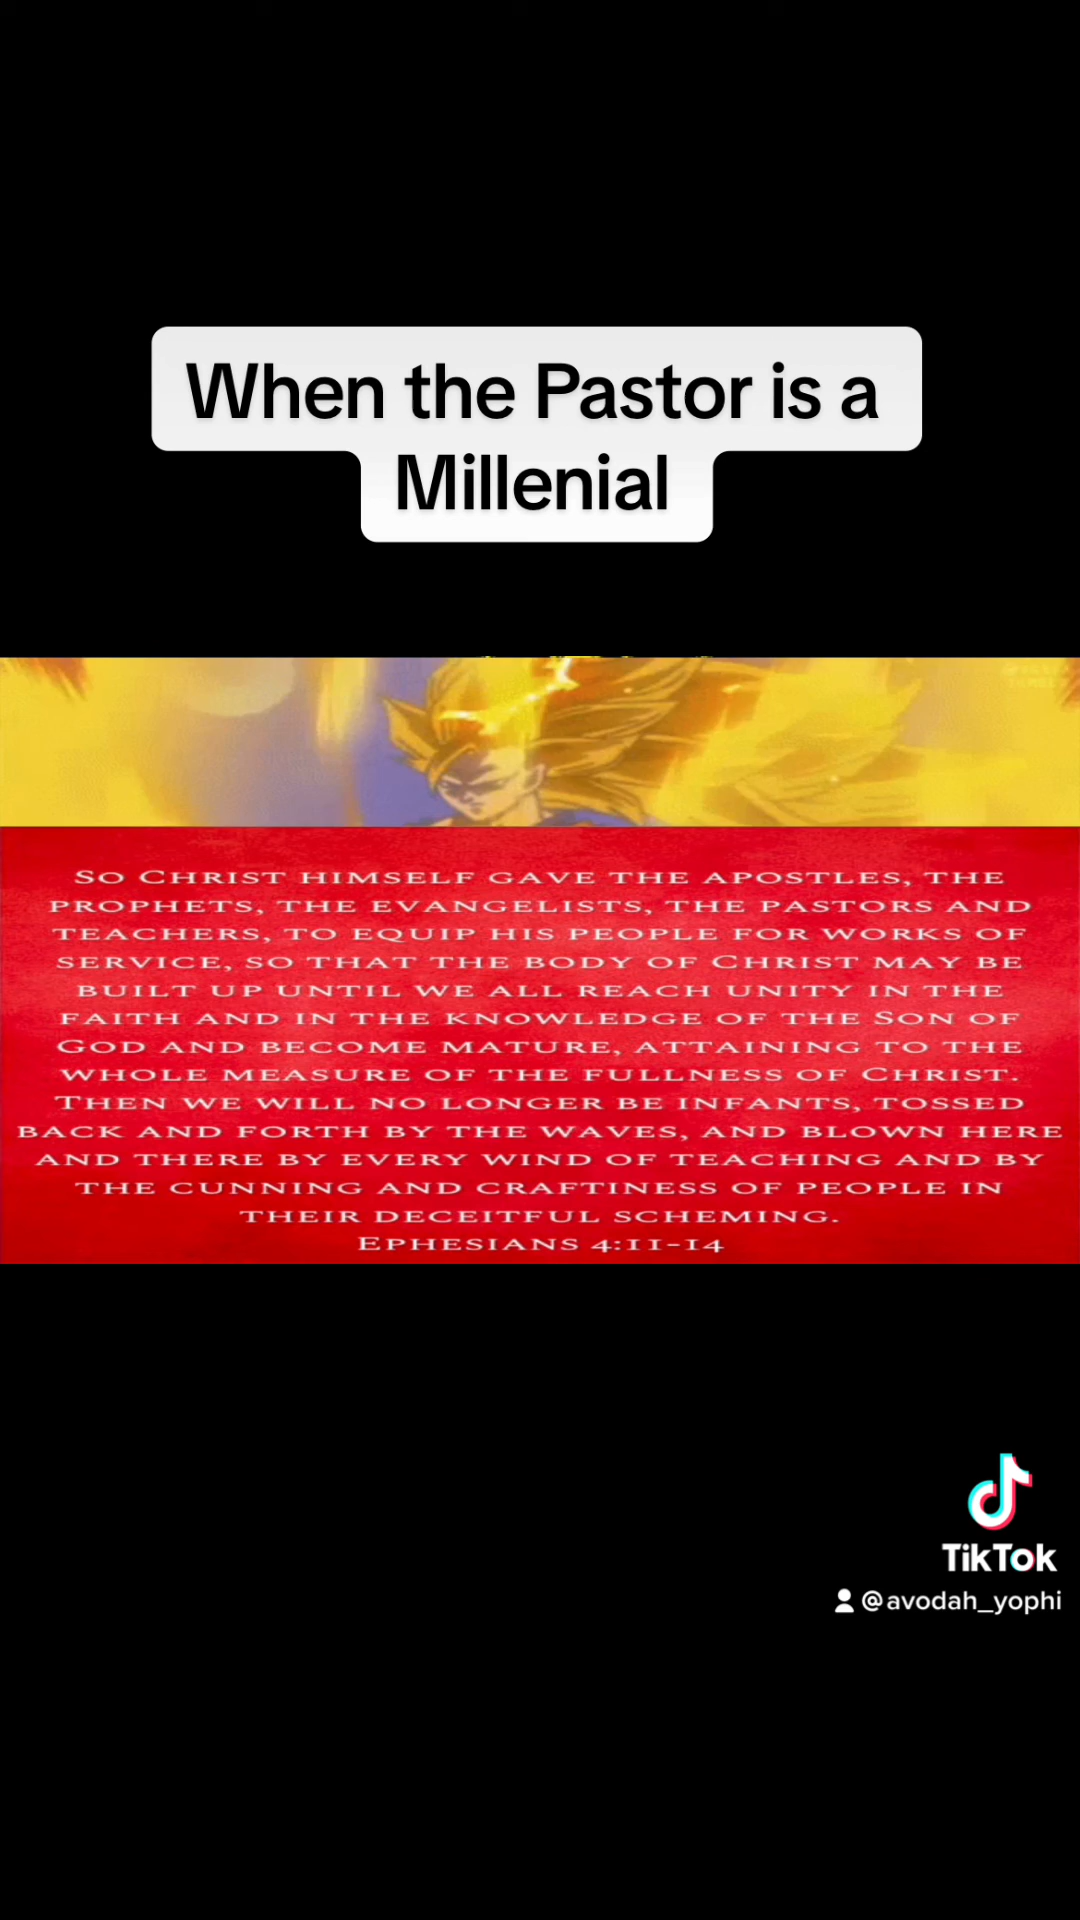 When the Pastor is a
Millenial
So Christ himself gave the apostles, the
prophets, the evangelists, the pastors and
teachers, to equip his people for works of
service, so that the body of Christ may be
built up until we all reach unity in the
faith and in the knowledge of the Son of
God and become mature, attaining to the
whole measure of the fullness of Christ.
Then we will no longer be infants, tossed
back and forth by the waves, and blown here
and there by every wind of teaching and by
the cunning and craftiness of people in
their deceitful scheming.
Ephesians 4:11-14
TikTok
@avodah_yophi